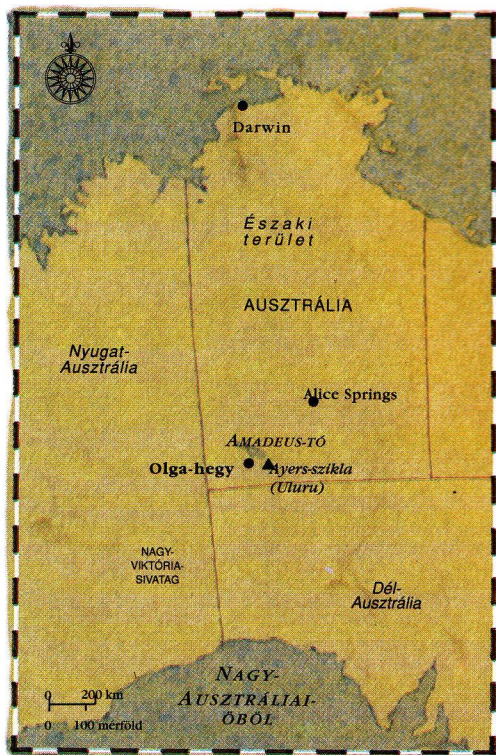 Darwin
Északi
terület
AUSZTRÁLIA
Nyugat-
Ausztrália
Alice Springs
AMADEUS-TÓ
Olga-hegy
Ayers-szikla
(Uluru)
NAGY-
VIKTÓRIA-
SIVATAG
Dél-
Ausztrália
NAGY-
AUSZTRÁLIAI-
ÖBÖL
0 200 km
0 100 mérföld